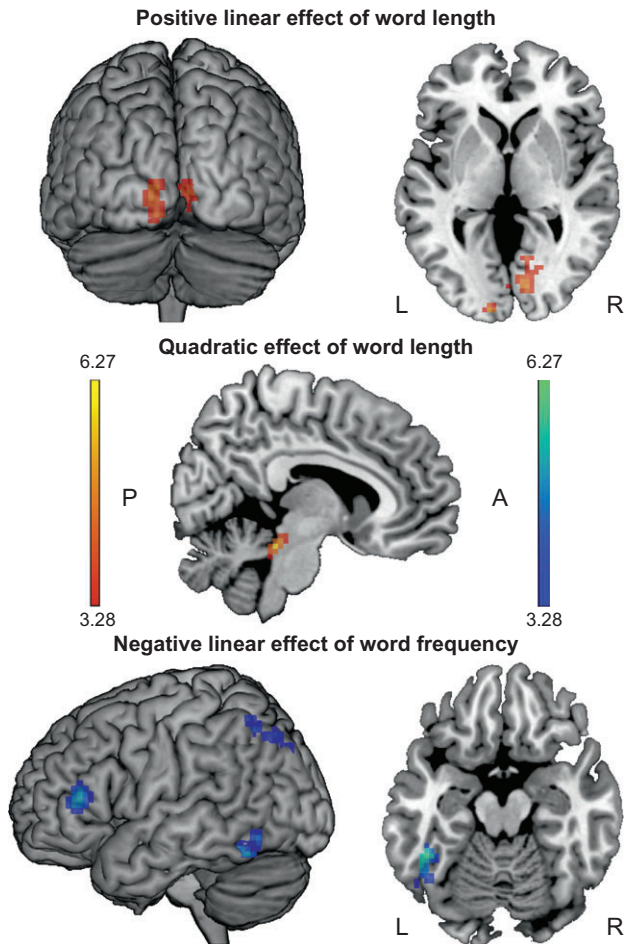 Positive linear effect of word length
L
R
Quadratic effect of word length
6.27
6.27
P
A
3.28
3.28
Negative linear effect of word frequency
L
R